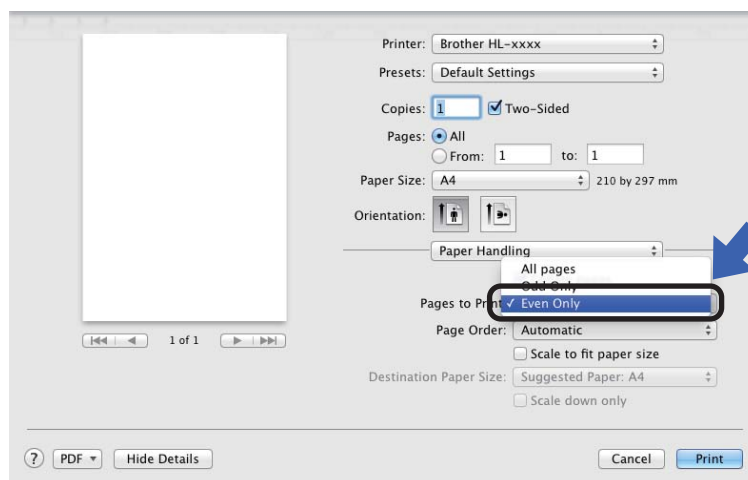 Printer: Brother HL-xxxx
Presets: Default Settings
Copies: 1 Two-Sided
Pages: All
From: 1 to: 1
Paper Size: A4 210 by 297 mm
Orientation:
Paper Handling
All pages
Odd Only
Pages to Print ✓ Even Only
Page Order: Automatic
1 of 1
Scale to fit paper size
Destination Paper Size: Suggested Paper: A4
Scale down only
? PDF Hide Details Cancel Print